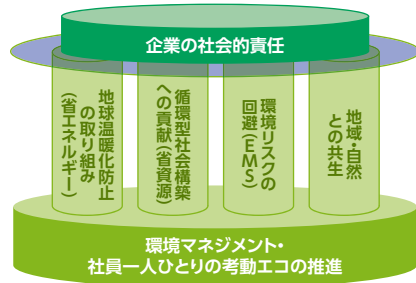 企業の社会的責任
地球温暖化防止
の取り組み
(省エネルギー)
循環型社会構築
への貢献(省資源)
環境リスクの
回避(EMS)
地域・自然
との共生
環境マネジメント・
社員一人ひとりの考動エコの推進